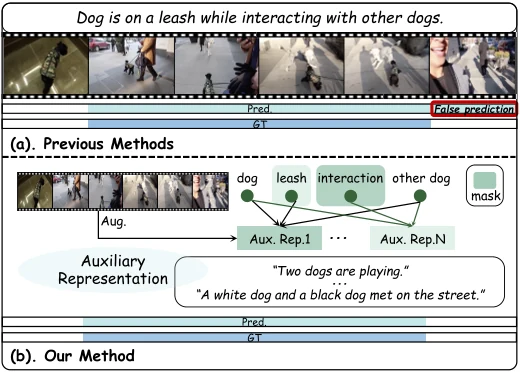 Dog is on a leash while interacting with other dogs.
Pred.
False prediction
GT
(a). Previous Methods
dog
leash
interaction
other dog
mask
Aug.
Aux. Rep.1
...
Aux. Rep.N
Auxiliary
Representation
"Two dogs are playing."
...
"A white dog and a black dog met on the street."
Pred.
GT
(b). Our Method